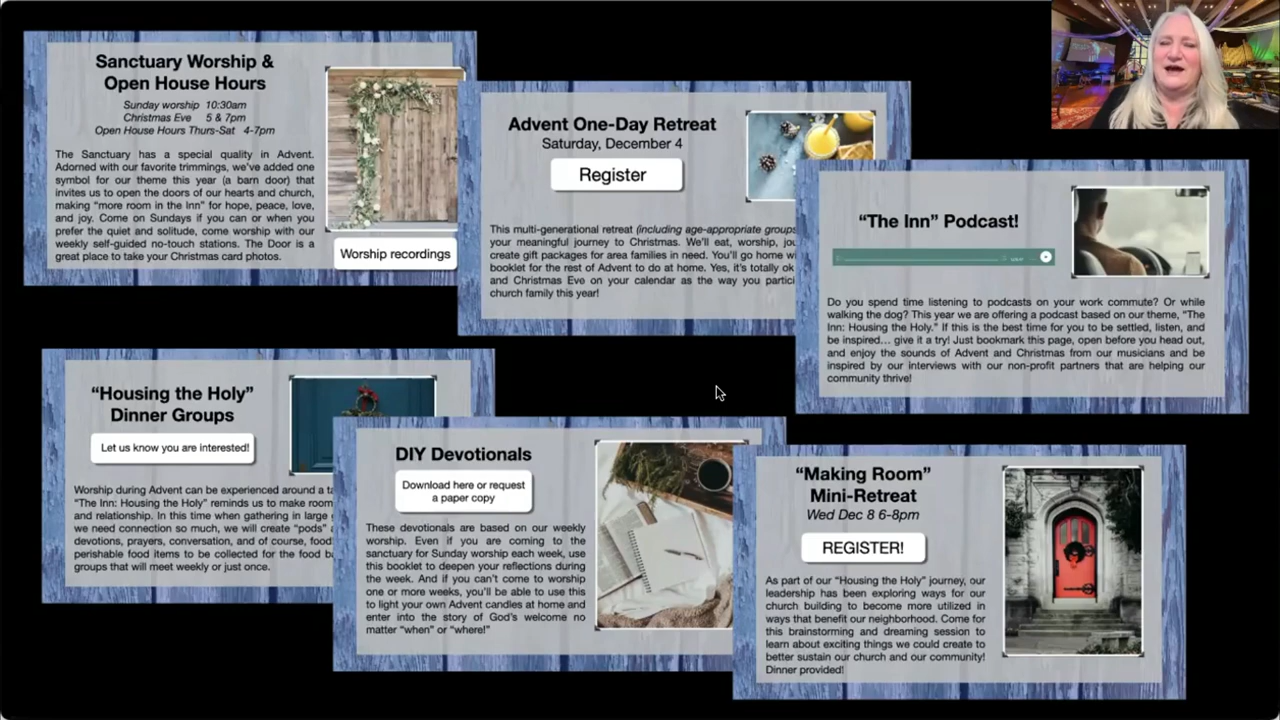 Sanctuary Worship &
Open House Hours
Sunday worship 10:30am
Christmas Eve 5 & 7pm
Open House Hours Thurs-Sat 4-7pm
The Sanctuary has a special quality in Advent.
Adorned with our favorite trimmings, we've added one
symbol for our theme this year (a barn door) that
invites us to open the doors of our hearts and church,
making "more room in the Inn" for hope, peace, love,
and joy. Come on Sundays if you can or when you
prefer the quiet and solitude, come worship with our
weekly self-guided no-touch stations. The Door is a
great place to take your Christmas card photos.
Worship recordings
Advent One-Day Retreat
Saturday, December 4
Register
This multi-generational retreat (including age-appropriate groups
your meaningful journey to Christmas. We'll eat, worship,
create gift packages for area families in need. You'll go home
booklet for the rest of Advent to do at home. Yes, it's totally ok
and Christmas Eve on your calendar as the way you
church family this year!
“The Inn” Podcast!
Do you spend time listening to podcasts on your work commute? Or while
walking the dog? This year we are offering a podcast based on our theme, “The
Inn: Housing the Holy.” If this is the best time for you to be settled, listen, and
be inspired… give it a try! Just bookmark this page, open before you head out,
and enjoy the sounds of Advent and Christmas from our musicians and be
inspired by our interviews with our non-profit partners that are helping our
community thrive!
“Housing the Holy”
Dinner Groups
Let us know you are interested!
Worship during Advent can be experienced around a
“The Inn: Housing the Holy” reminds us to make room
and relationship. In this time when gathering in large
we need connection so much, we will create “pods”
devotions, prayers, conversation, and of course, food
perishable food items to be collected for the food
groups that will meet weekly or just once.
DIY Devotionals
Download here or request
a paper copy
These devotionals are based on our weekly
worship. Even if you are coming to the
sanctuary for Sunday worship each week, use
this booklet to deepen your reflections during
the week. And if you can't come to worship
one or more weeks, you'll be able to use this
to light your own Advent candles at home and
enter into the story of God's welcome no
matter “when” or “where!”
“Making Room”
Mini-Retreat
Wed Dec 8 6-8pm
REGISTER!
As part of our “Housing the Holy” journey, our
leadership has been exploring ways for our
church building to become more utilized in
ways that benefit our neighborhood. Come for
this brainstorming and dreaming session to
learn about exciting things we could create to
better sustain our church and our community!
Dinner provided!